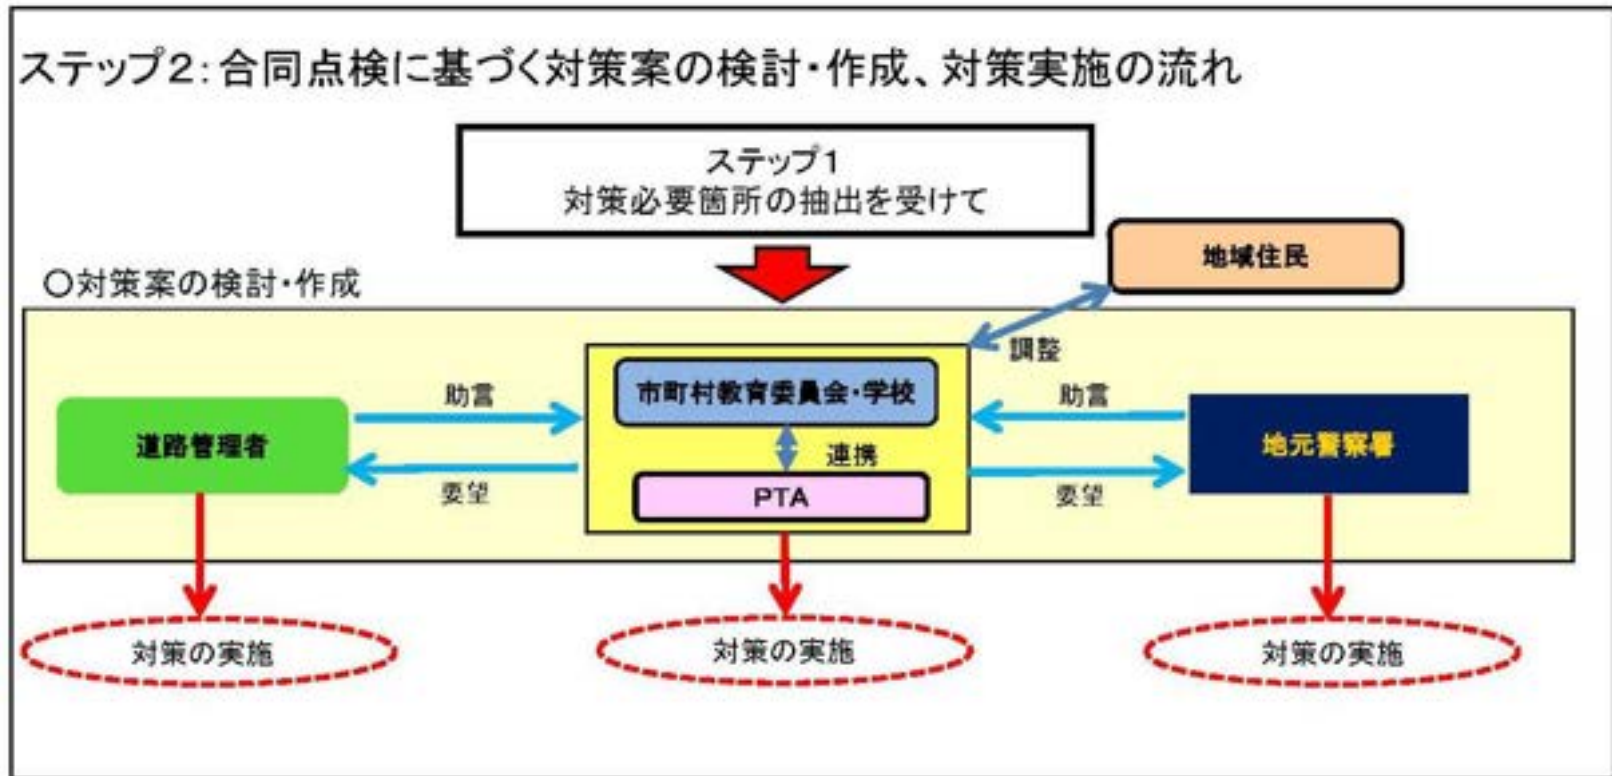 ステップ2:合同点検に基づく対策案の検討・作成、対策実施の流れ
ステップ1
対策必要箇所の抽出を受けて
地域住民
〇対策案の検討・作成
調整
市町村教育委員会・学校
助言
助言
道路管理者
地元警察署
連携
要望
PTA
要望
対策の実施
対策の実施
対策の実施